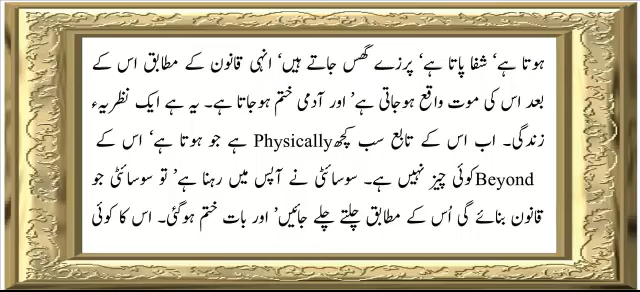 ہوتا ہے‘ شفا پاتا ہے‘ پرزے گھس جاتے ہیں‘ انہی قانون کے مطابق اس کے
بعد اس کی موت واقع ہوجاتی ہے’ اور آدمی ختم ہوجاتا ہے۔ یہ ہے ایک نظریۂ
زندگی۔ اب اس کے تابع سب کچھ Physically ہے جو ہوتا ہے‘ اس کے
Beyond کوئی چیز نہیں ہے۔ سوسائٹی نے آپس میں رہنا ہے’ تو سوسائٹی جو
قانون بنائے گی اُس کے مطابق چلتے چلے جائیں’ اور بات ختم ہوگئی۔ اس کا کوئی